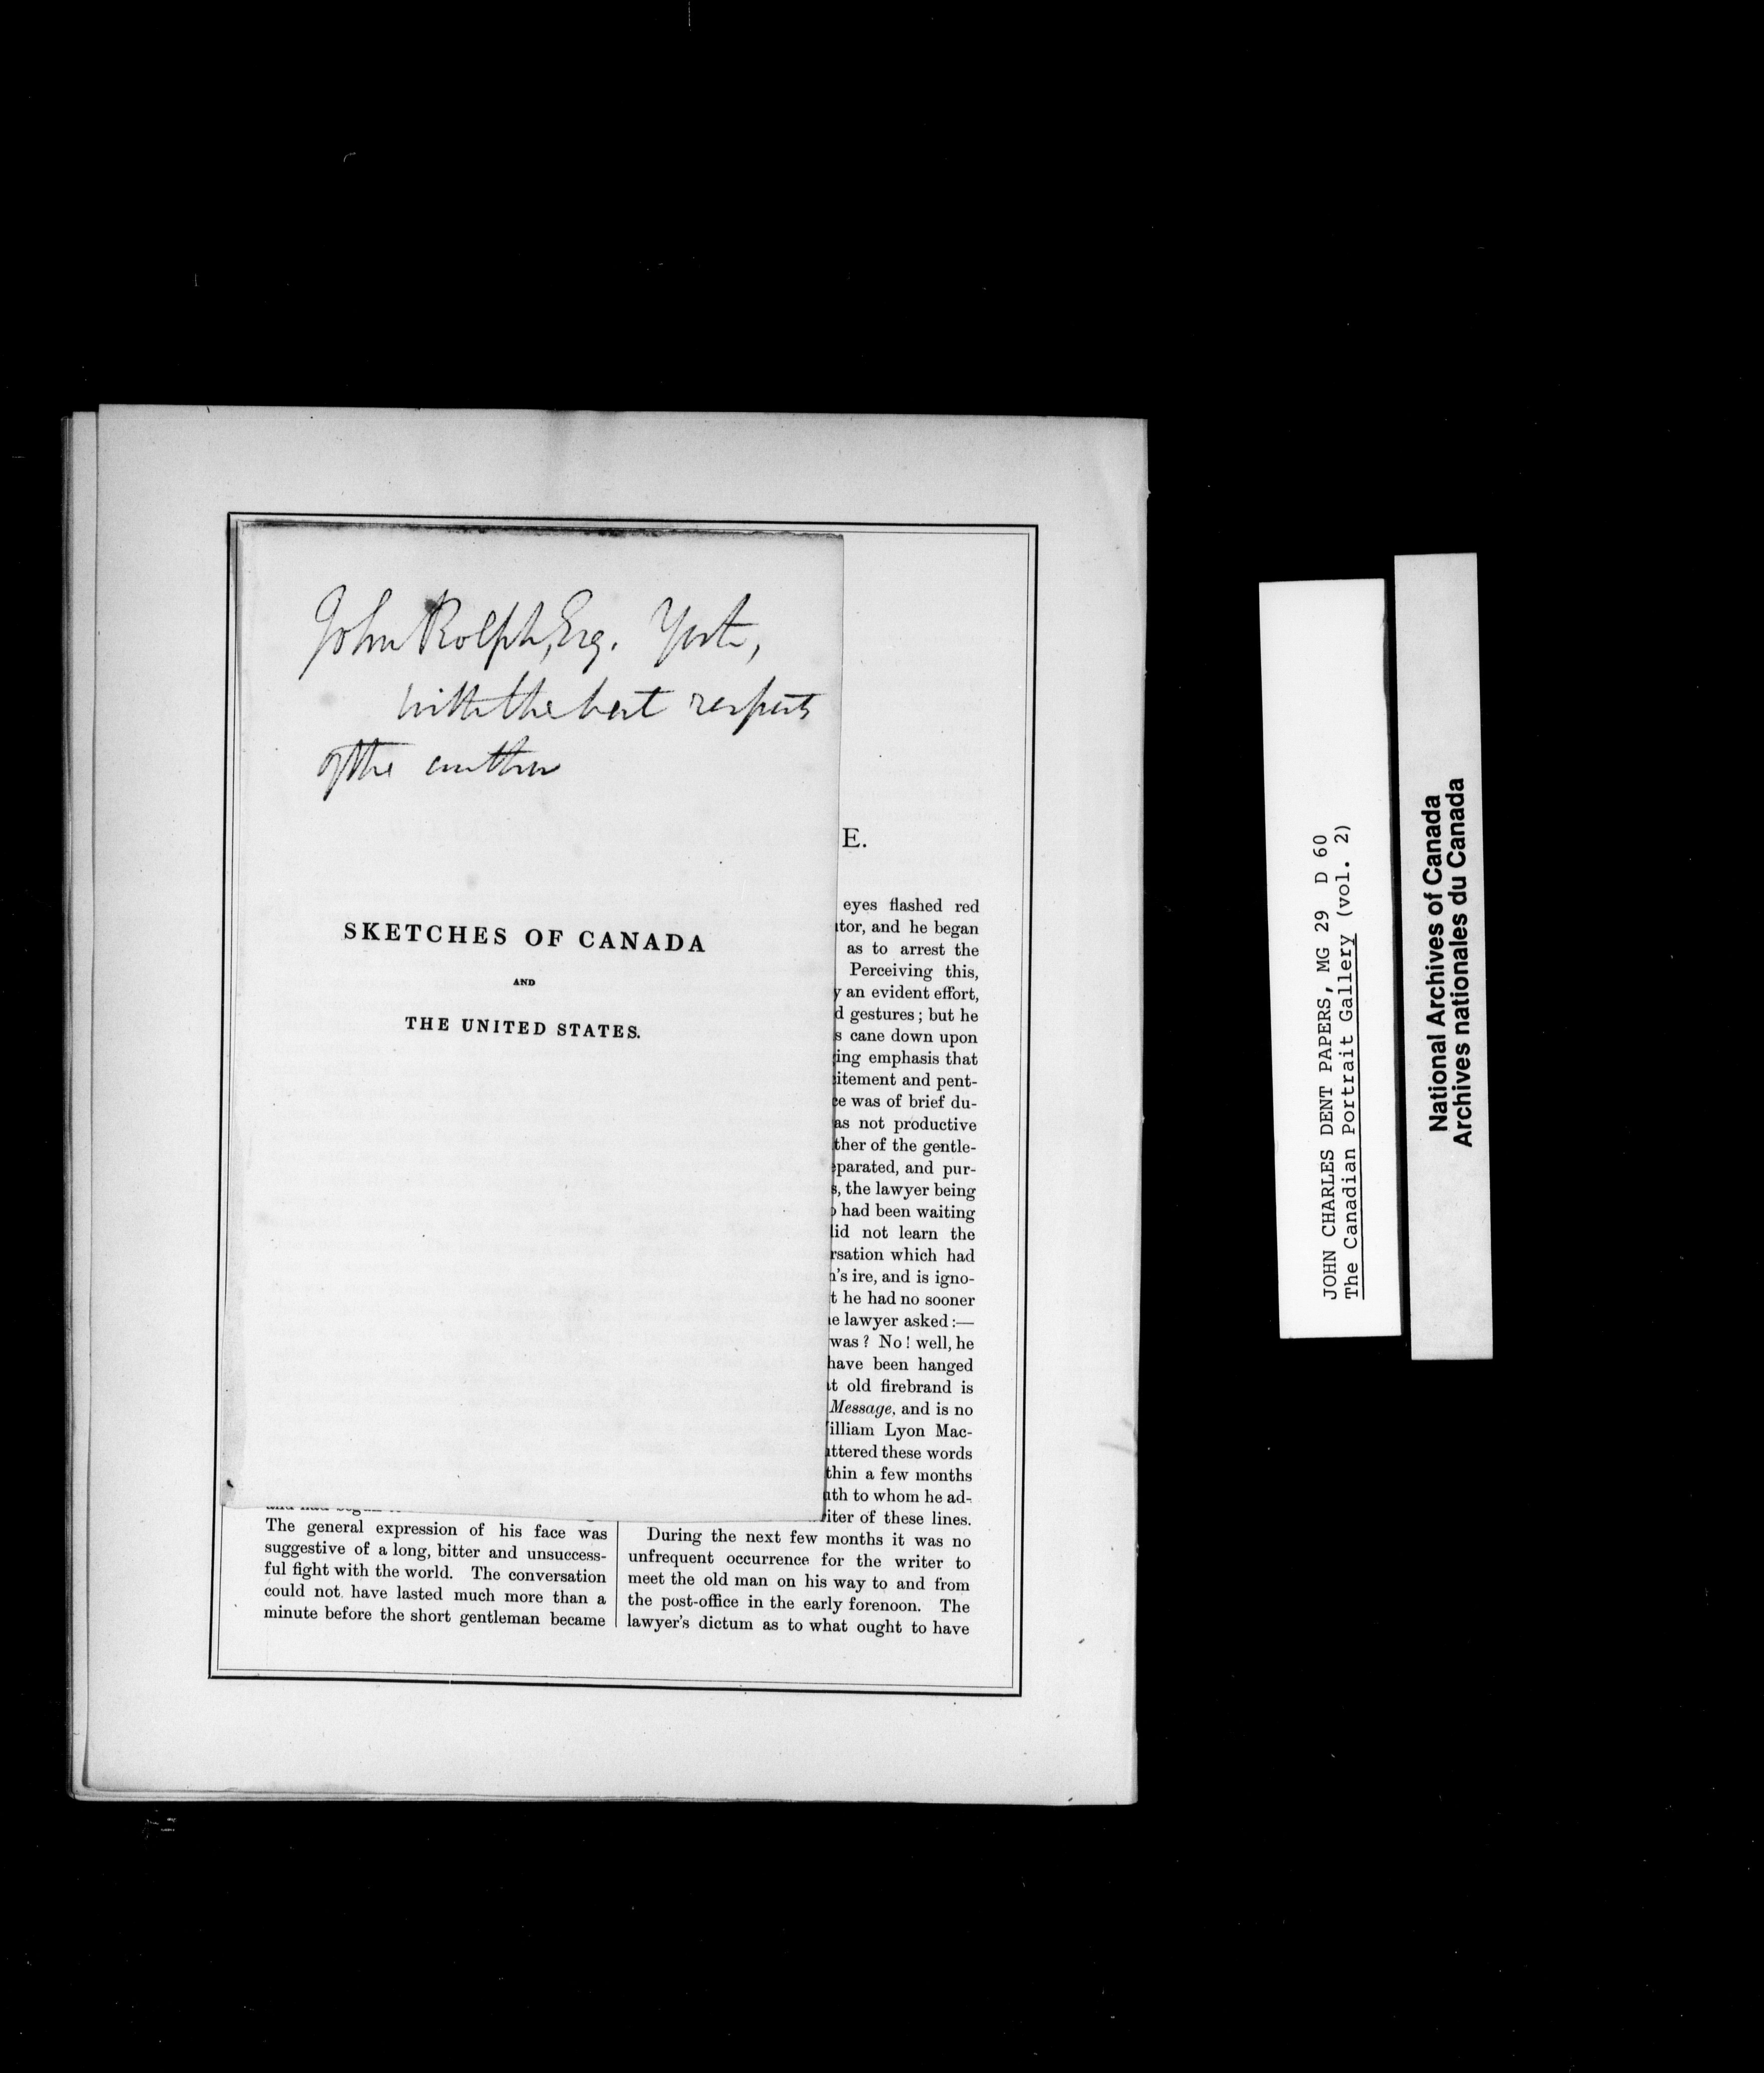 John Rolph, Esq. York,
with the best respects
of the author
SKETCHES OF CANADA
AND
THE UNITED STATES.
E.
eyes flashed red
tor, and he began
as to arrest the
Perceiving this,
y an evident effort,
d gestures; but he
s cane down upon
ing emphasis that
itement and pent-
e was of brief du-
as not productive
ther of the gentle-
parated, and pur-
s, the lawyer being
had been waiting
lid not learn the
rsation which had
n's ire, and is igno-
t he had no sooner
e lawyer asked:—
was? No! well, he
have been hanged
t old firebrand is
Message, and is no
illiam Lyon Mac-
ttered these words
thin a few months
th to whom he ad-
iter of these lines.
The general expression of his face was
suggestive of a long, bitter and unsuccess-
ful fight with the world. The conversation
could not have lasted much more than a
minute before the short gentleman became
During the next few months it was no
unfrequent occurrence for the writer to
meet the old man on his way to and from
the post-office in the early forenoon. The
lawyer's dictum as to what ought to have
JOHN CHARLES DENT PAPERS, MG 29 D 60
The Canadian Portrait Gallery (vol. 2)
National Archives of Canada
Archives nationales du Canada